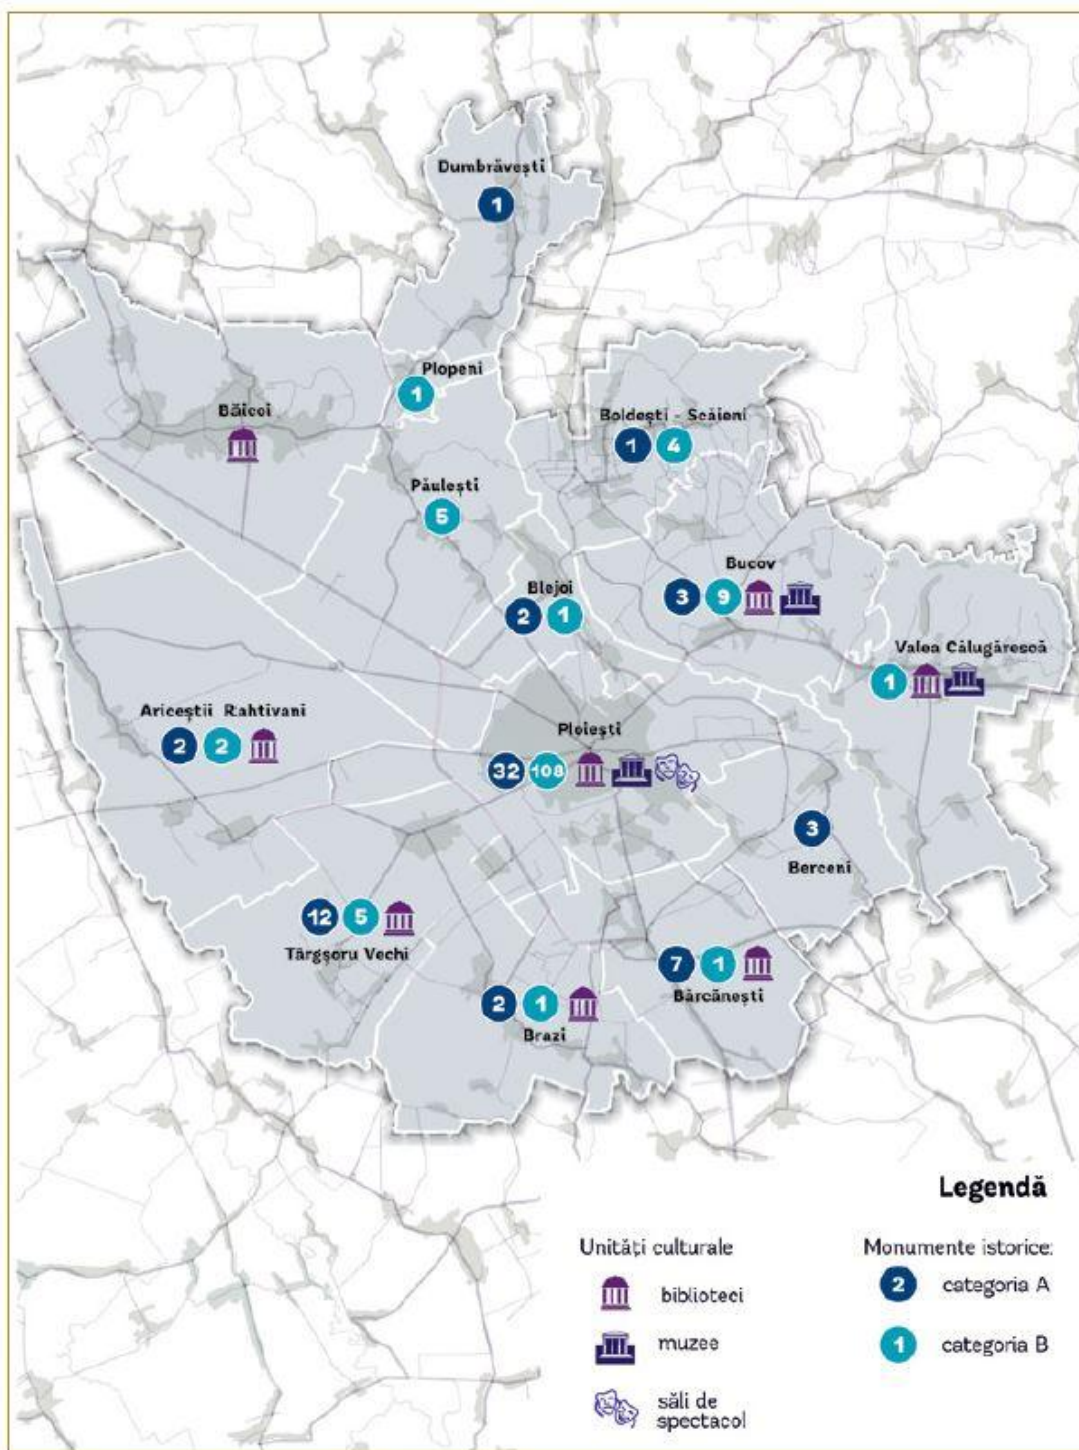 Dumbrăvești
1
Plopeni
1
Băicoi
Boldești - Scăieni
1 4
Păulești
5
Bucov
3 9
Blejoi
2 1
Valea Călugărească
1
Ariceștii Rahtivani
2 2
Ploiești
32 108
3
Berceni
12 5
Târgșoru Vechi
7 1
Bărcănești
2 1
Brazi
Legendă
Unități culturale
biblioteci
muzee
săli de
spectacol
Monumente istorice:
2 categoria A
1 categoria B